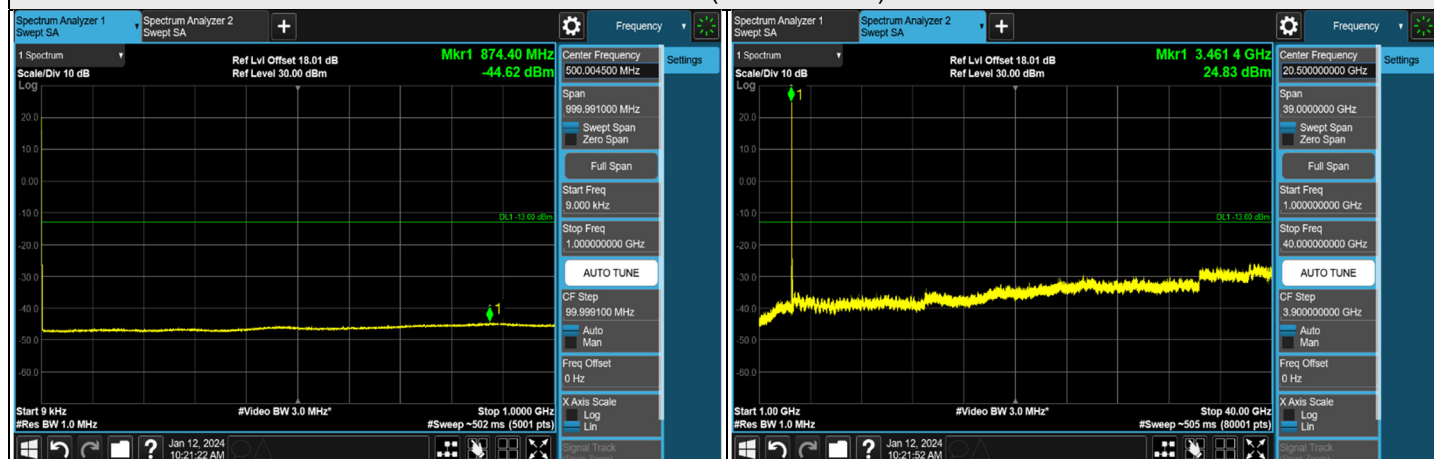 Spectrum Analyzer 1
Swept SA
Spectrum Analyzer 2
Swept SA
+
Frequency
1 Spectrum
Scale/Div 10 dB
Log
Ref Lvl Offset 18.01 dB
Ref Level 30.00 dBm
Mkr1 874.40 MHz
-44.62 dBm
20.0
10.0
0.00
-10.0
-20.0
-30.0
-40.0
-50.0
-60.0
DL1 -13.00 dBm
1
Start 9 kHz
#Res BW 1.0 MHz
#Video BW 3.0 MHz*
Stop 1.0000 GHz
#Sweep ~502 ms (5001 pts)
Center Frequency
500.004500 MHz
Settings
Span
999.991000 MHz
Swept Span
Zero Span
Full Span
Start Freq
9.000 kHz
Stop Freq
1.000000000 GHz
AUTO TUNE
CF Step
99.999100 MHz
Auto
Man
Freq Offset
0 Hz
X Axis Scale
Log
Lin
Signal Track
?
Jan 12, 2024
10:21:22 AM
Spectrum Analyzer 1
Swept SA
Spectrum Analyzer 2
Swept SA
+
Frequency
1 Spectrum
Scale/Div 10 dB
Log
Ref Lvl Offset 18.01 dB
Ref Level 30.00 dBm
Mkr1 3.461 4 GHz
24.83 dBm
1
20.0
10.0
0.00
-10.0
-20.0
-30.0
-40.0
-50.0
-60.0
DL1 -13.00 dBm
Start 1.00 GHz
#Res BW 1.0 MHz
#Video BW 3.0 MHz*
Stop 40.00 GHz
#Sweep ~505 ms (80001 pts)
Center Frequency
20.500000000 GHz
Settings
Span
39.0000000 GHz
Swept Span
Zero Span
Full Span
Start Freq
1.000000000 GHz
Stop Freq
40.000000000 GHz
AUTO TUNE
CF Step
3.900000000 GHz
Auto
Man
Freq Offset
0 Hz
X Axis Scale
Log
Lin
Signal Track
?
Jan 12, 2024
10:21:52 AM